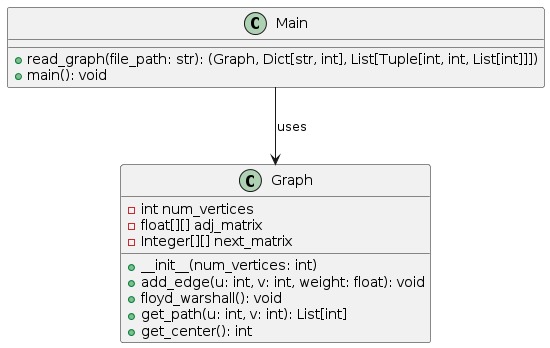 C Main
read_graph(file_path: str): (Graph, Dict[str, int], List[Tuple[int, int, List[int]]])
main(): void
uses
C Graph
int num_vertices
float[][] adj_matrix
Integer[][] next_matrix
__init__(num_vertices: int)
add_edge(u: int, v: int, weight: float): void
floyd_warshall(): void
get_path(u: int, v: int): List[int]
get_center(): int